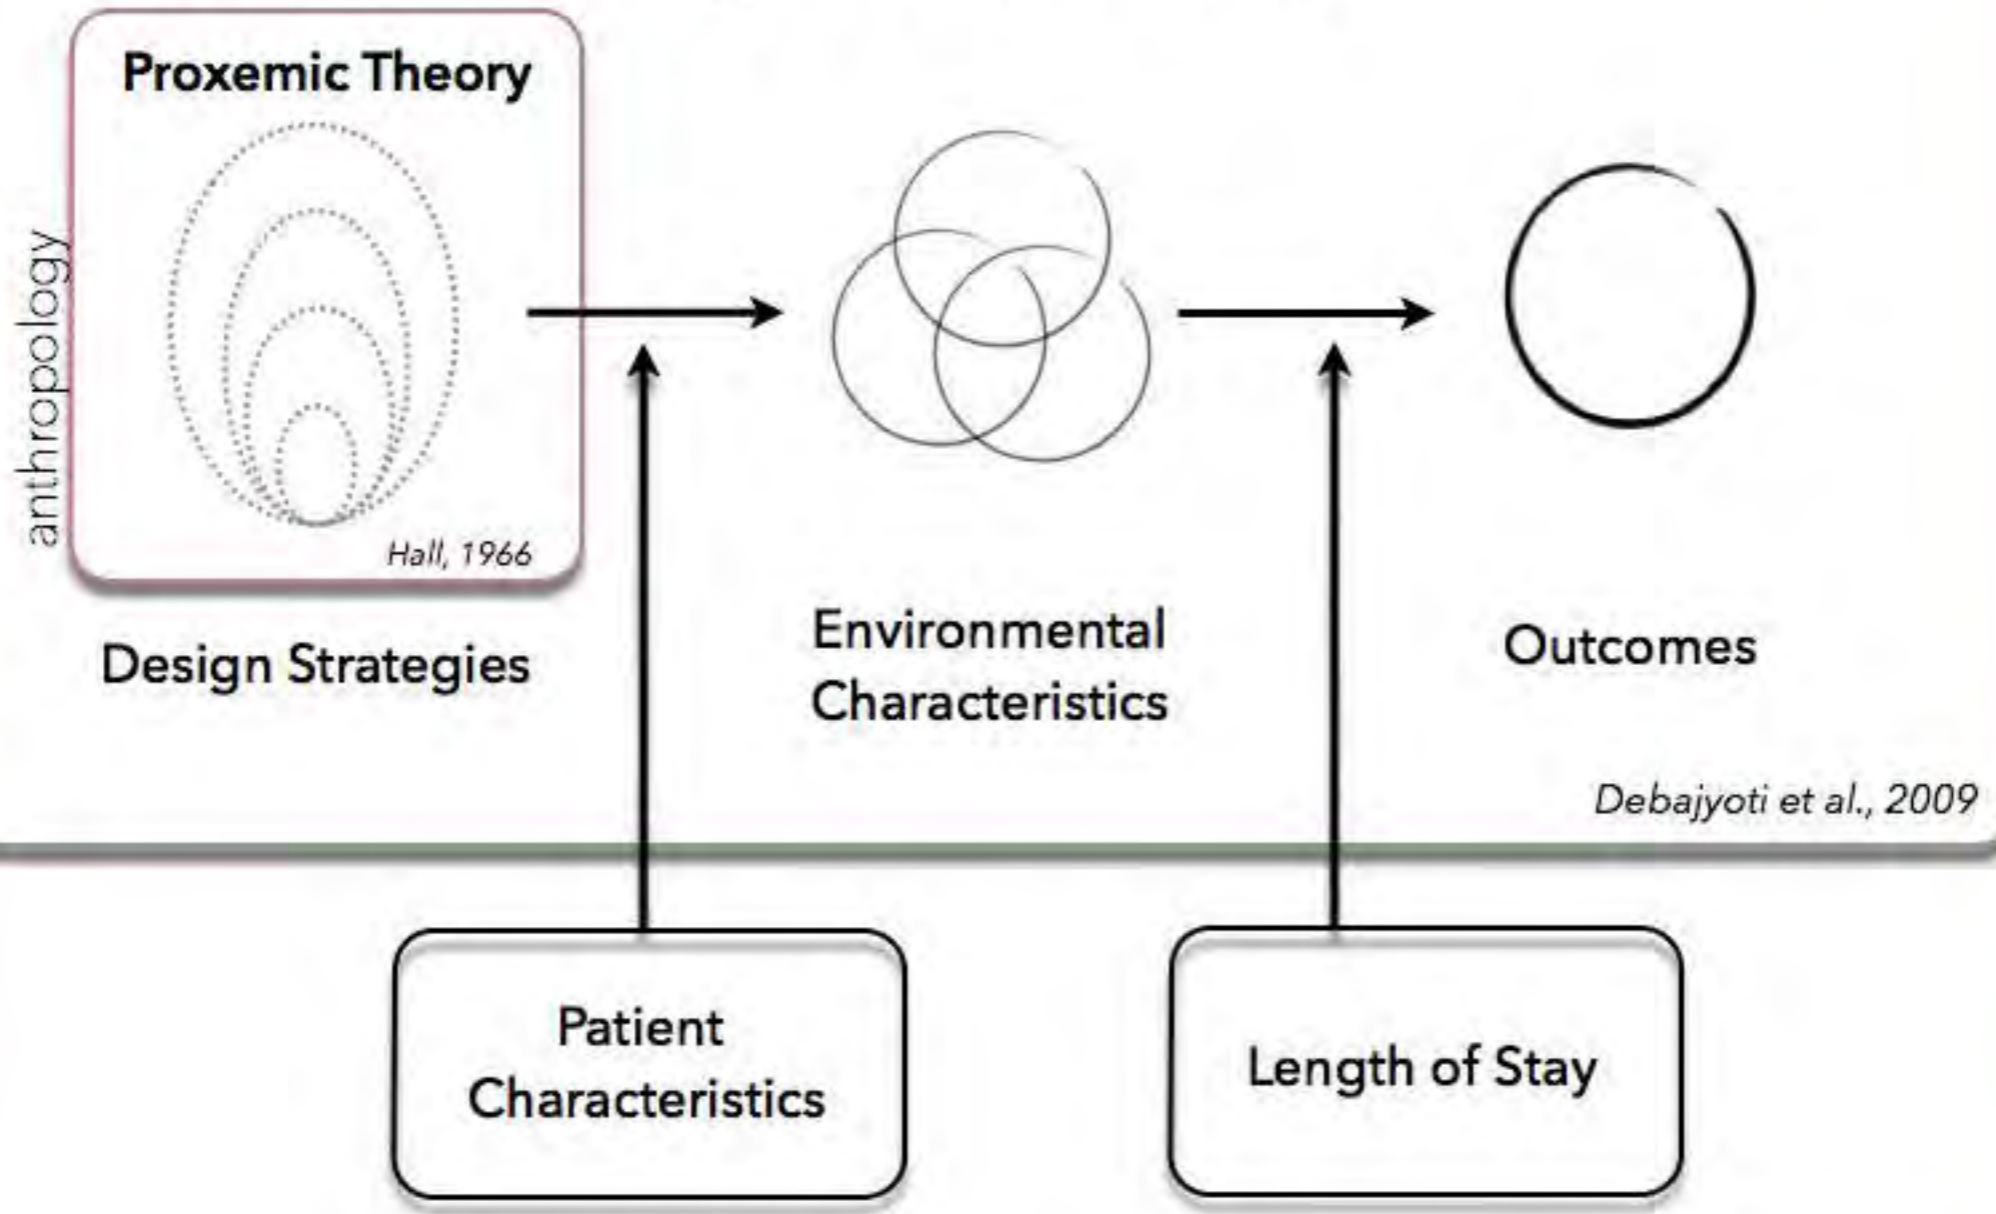 Proxemic Theory
anthropology
Hall, 1966
Design Strategies
Environmental
Characteristics
Outcomes
Debajyoti et al., 2009
Patient
Characteristics
Length of Stay